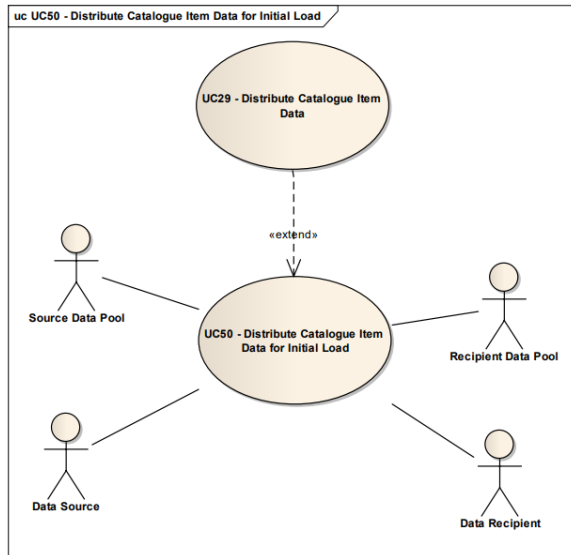 uc UC50 - Distribute Catalogue Item Data for Initial Load
UC29 - Distribute Catalogue Item
Data
«extend»
Source Data Pool
UC50 - Distribute Catalogue Item
Data for Initial Load
Recipient Data Pool
Data Source
Data Recipient